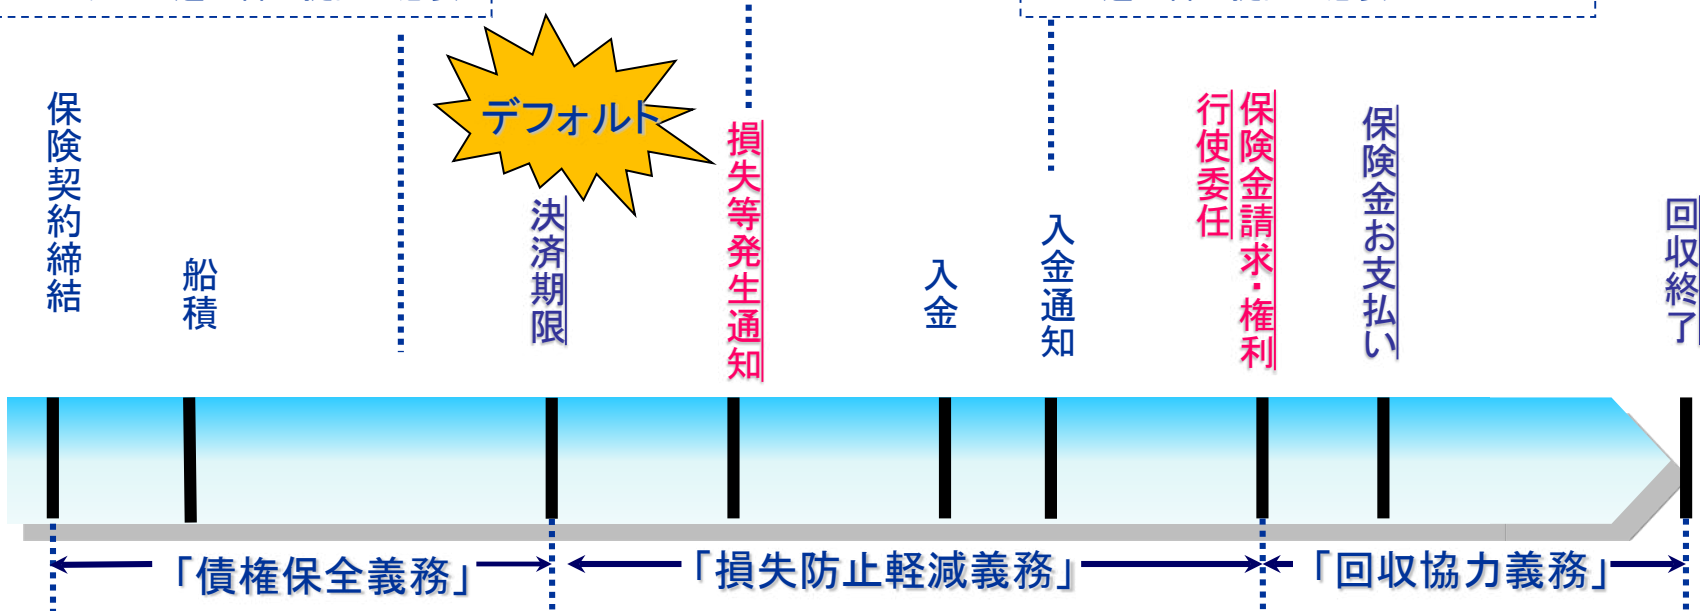 デフォルト
保険契約締結
船積
決済期限
損失等発生通知
入金
入金通知
保険金請求・権利
行使委任
保険金お支払い
回収終了
「債権保全義務」
「損失防止軽減義務」
「回収協力義務」